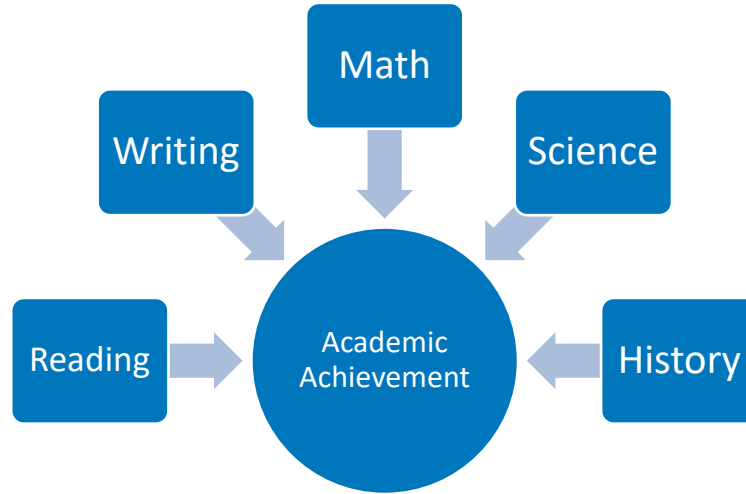 Math
Writing
Science
Reading
Academic
Achievement
History